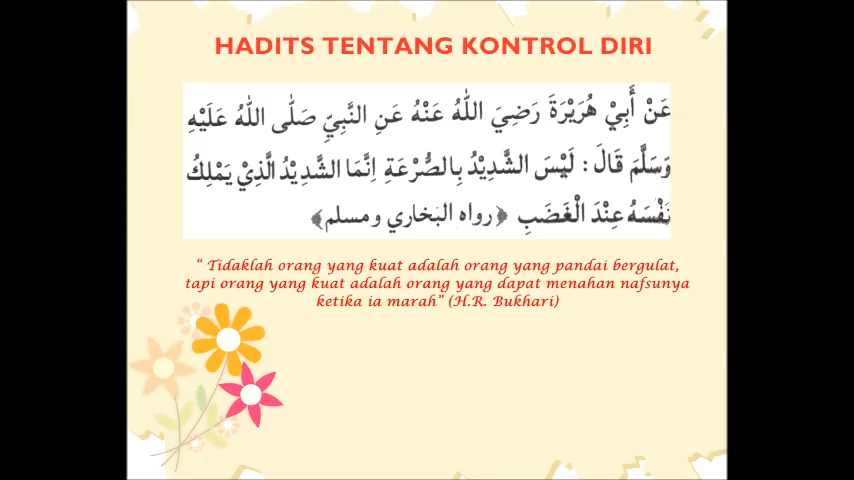 HADITS TENTANG KONTROL DIRI
عَنْ أَبِيْ هُرَيْرَةَ رَضِيَ اللّٰهُ عَنْهُ عَنِ النَّبِيِّ صَلَّى اللّٰهُ عَلَيْهِ
وَسَلَّمَ قَالَ : لَيْسَ الشَّدِيْدُ بِالصُّرْعَةِ اِنَّمَا الشَّدِيْدُ الَّذِيْ يَمْلِكُ
نَفْسَهُ عِنْدَ الْغَضَبِ ﴿رواه البخاري ومسلم﴾
“ Tidaklah orang yang kuat adalah orang yang pandai bergulat,
tapi orang yang kuat adalah orang yang dapat menahan nafsunya
ketika ia marah” (H.R. Bukhari)